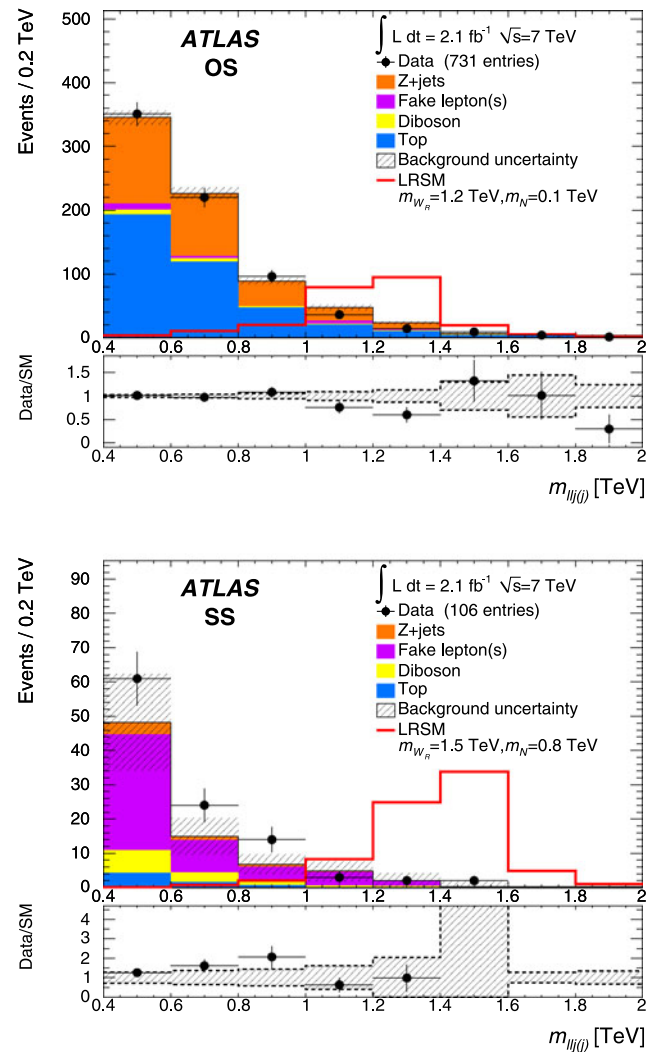 ATLAS
OS
∫ L dt = 2.1 fb⁻¹ √s=7 TeV
Data (731 entries)
Z+jets
Fake lepton(s)
Diboson
Top
Background uncertainty
LRSM
m_{W_R}=1.2 TeV,m_N=0.1 TeV
Events / 0.2 TeV
500
400
300
200
100
0
0.4 0.6 0.8 1.0 1.2 1.4 1.6 1.8 2
Data/SM
1.5
1
0.5
0
0.4 0.6 0.8 1.0 1.2 1.4 1.6 1.8 2
m_{llj(j)} [TeV]
ATLAS
SS
∫ L dt = 2.1 fb⁻¹ √s=7 TeV
Data (106 entries)
Z+jets
Fake lepton(s)
Diboson
Top
Background uncertainty
LRSM
m_{W_R}=1.5 TeV,m_N=0.8 TeV
Events / 0.2 TeV
90
80
70
60
50
40
30
20
10
0
0.4 0.6 0.8 1.0 1.2 1.4 1.6 1.8 2
Data/SM
4
3
2
1
0
0.4 0.6 0.8 1.0 1.2 1.4 1.6 1.8 2
m_{llj(j)} [TeV]